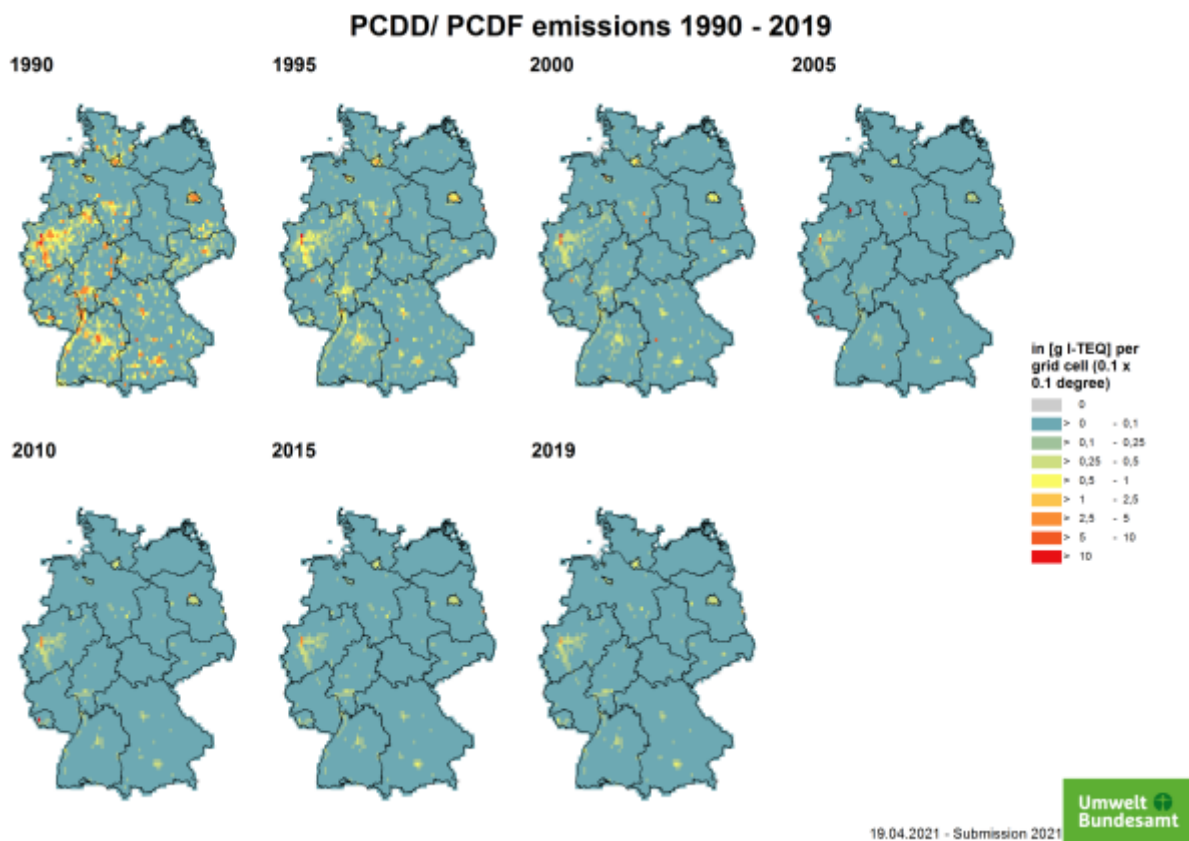 PCDD/ PCDF emissions 1990 - 2019
1990
1995
2000
2005
in [g I-TEQ] per
grid cell (0.1 x
0.1 degree)
0
> 0 - 0,1
> 0,1 - 0,25
> 0,25 - 0,5
> 0,5 - 1
> 1 - 2,5
> 2,5 - 5
> 5 - 10
> 10
2010
2015
2019
19.04.2021 - Submission 2021
Umwelt
Bundesamt